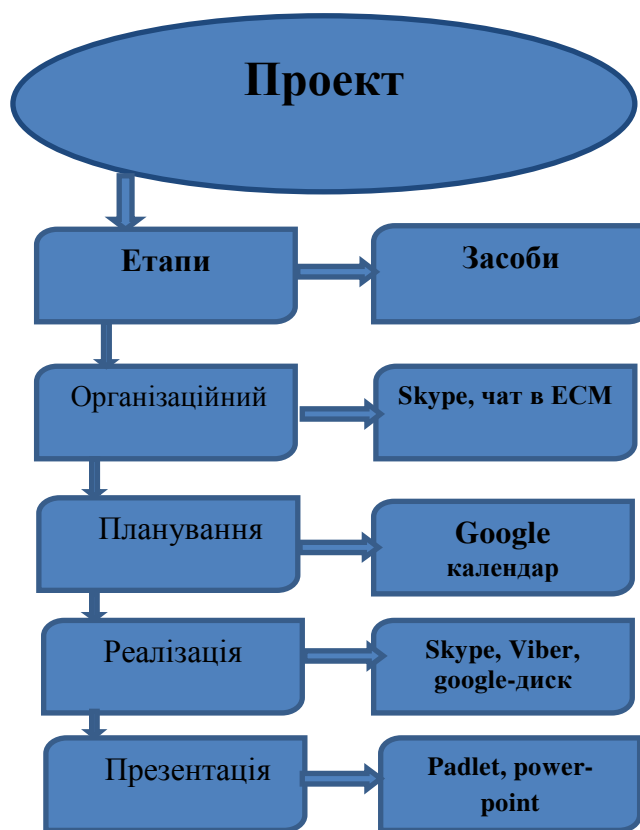 Проект
Етапи
Засоби
Організаційний
Skype, чат в ЕСМ
Планування
Google
календар
Реалізація
Skype, Viber,
google-диск
Презентація
Padlet, power-
point